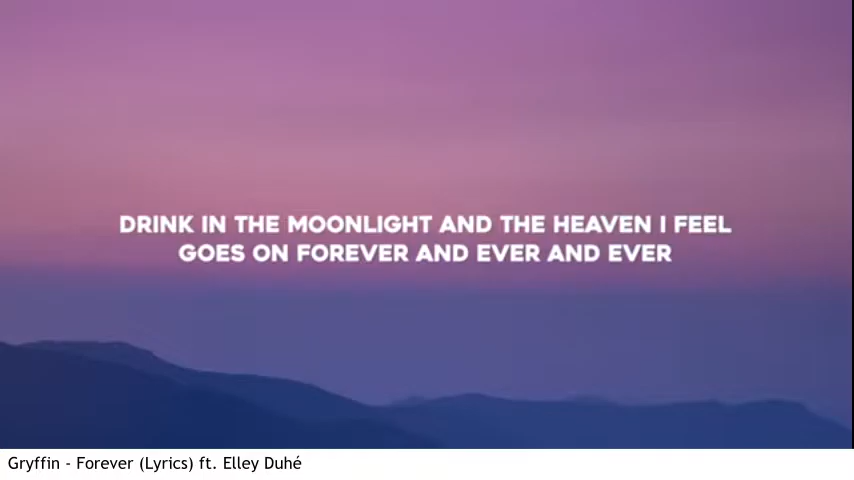 DRINK IN THE MOONLIGHT AND THE HEAVEN I FEEL
GOES ON FOREVER AND EVER AND EVER
Gryffin - Forever (Lyrics) ft. Elley Duhé